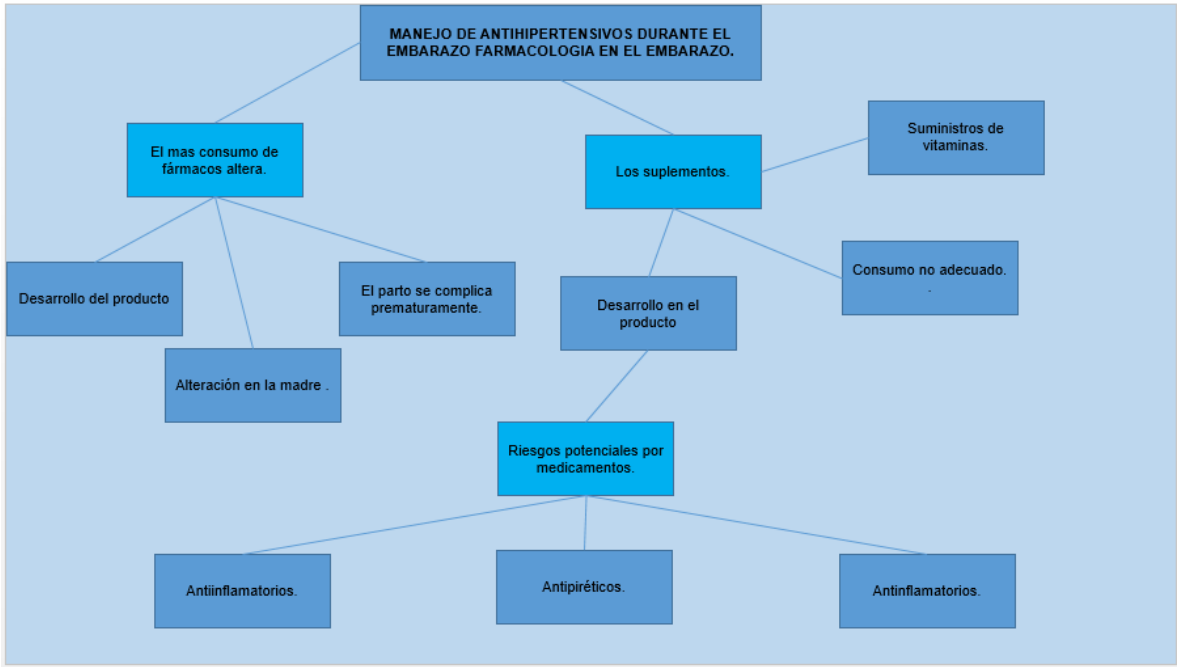 MANEJO DE ANTIHIPERTENSIVOS DURANTE EL
EMBARAZO FARMACOLOGIA EN EL EMBARAZO.
El mas consumo de
fármacos altera.
Los suplementos.
Suministros de
vitaminas.
Desarrollo del producto
Alteración en la madre .
El parto se complica
prematuramente.
Desarrollo en el
producto
Consumo no adecuado.
.
Riesgos potenciales por
medicamentos.
Antiinflamatorios.
Antipiréticos.
Antinflamatorios.